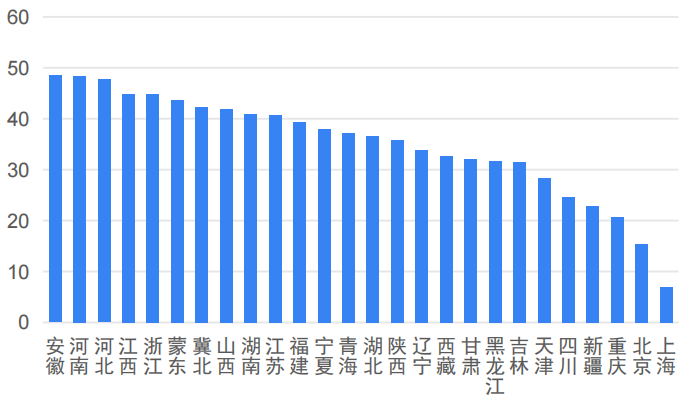 60
50
40
30
20
10
0
安徽
河南
河北
江西
浙江
蒙东
冀北
山西
湖南
江苏
福建
宁夏
青海
湖北
陕西
辽宁
西藏
甘肃
黑龙江
吉林
天津
四川
新疆
重庆
北京
上海